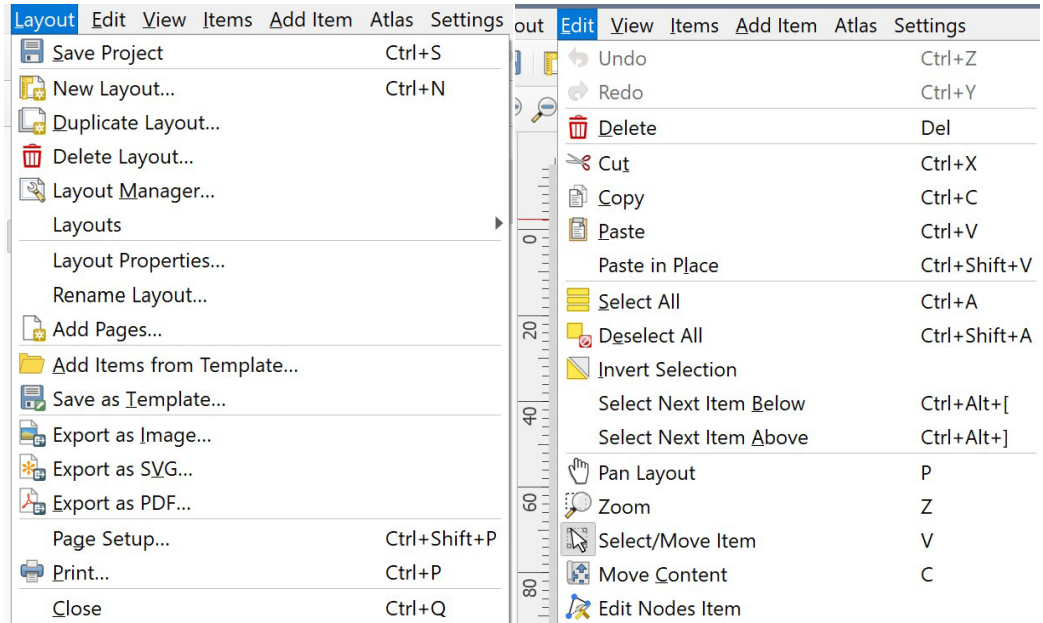 Layout Edit View Items Add Item Atlas Settings
Save Project Ctrl+S
New Layout... Ctrl+N
Duplicate Layout...
Delete Layout...
Layout Manager...
Layouts
Layout Properties...
Rename Layout...
Add Pages...
Add Items from Template...
Save as Template...
Export as Image...
Export as SVG...
Export as PDF...
Page Setup... Ctrl+Shift+P
Print... Ctrl+P
Close Ctrl+Q
out Edit View Items Add Item Atlas Settings
Undo Ctrl+Z
Redo Ctrl+Y
Delete Del
Cut Ctrl+X
Copy Ctrl+C
Paste Ctrl+V
Paste in Place Ctrl+Shift+V
Select All Ctrl+A
Deselect All Ctrl+Shift+A
Invert Selection
Select Next Item Below Ctrl+Alt+[
Select Next Item Above Ctrl+Alt+]
Pan Layout P
Zoom Z
Select/Move Item V
Move Content C
Edit Nodes Item
0
20
40
60
80